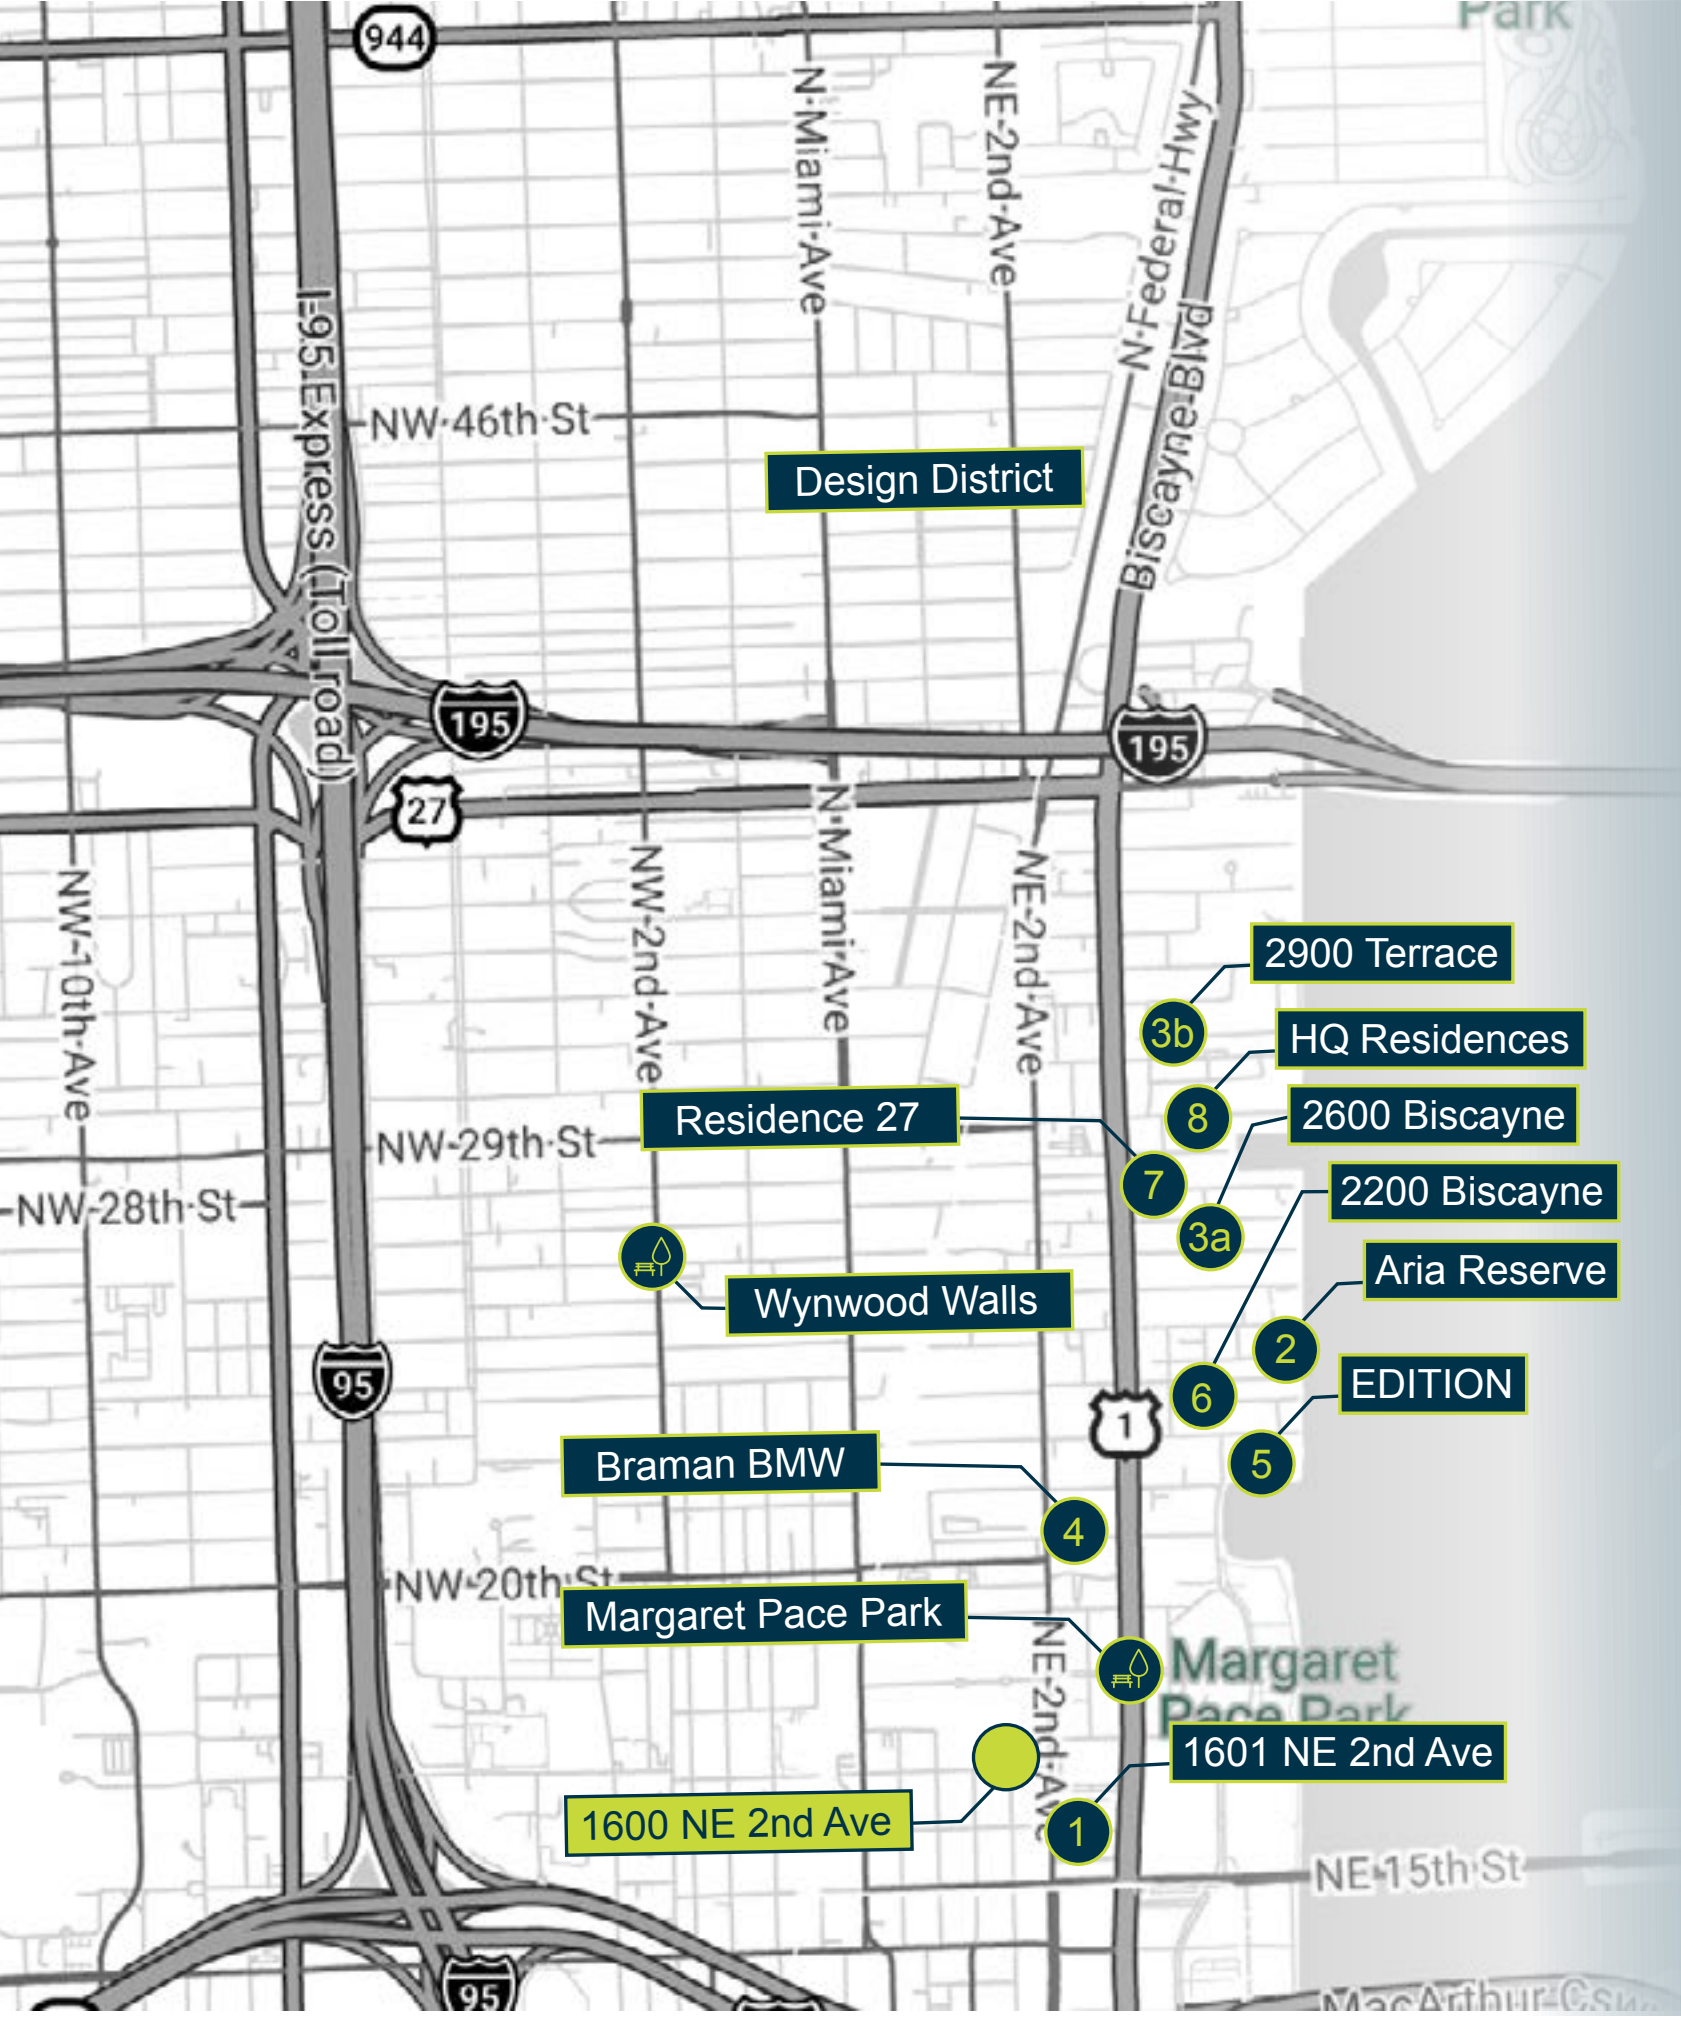 Park
944
N Miami Ave
NE 2nd Ave
N Federal Hwy
I-95 Express (Toll road)
Biscayne Blvd
NW 46th St
Design District
195
195
27
N Miami Ave
NW 2nd Ave
NE 2nd Ave
NW 10th Ave
2900 Terrace
3b
HQ Residences
8
2600 Biscayne
Residence 27
NW 29th St
7
2200 Biscayne
NW 28th St
3a
Aria Reserve
Wynwood Walls
2
95
EDITION
6
1
Braman BMW
5
4
NW 20th St
Margaret Pace Park
NE 2nd Ave
Margaret
Pace Park
1601 NE 2nd Ave
1600 NE 2nd Ave
1
NE 15th St
95
MacArthur Cswy